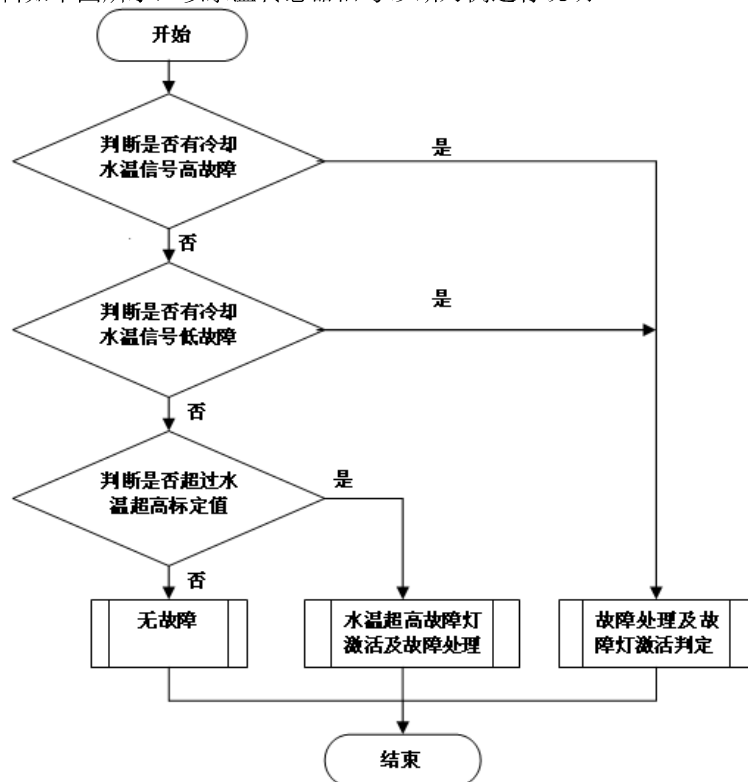 开始
判断是否有冷却
水温信号高故障
是
否
判断是否有冷却
水温信号低故障
是
否
判断是否超过水
温超高标定值
是
否
无故障
水温超高故障灯
激活及故障处理
故障处理及故
障灯激活判定
结束